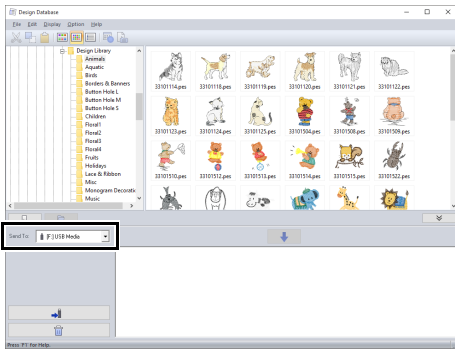 Design Database
File Edit Display Option Help
Design Library
Animals
Aquatic
Birds
Borders & Banners
Button Hole L
Button Hole M
Button Hole S
Children
Floral1
Floral2
Floral3
Floral4
Fruits
Holidays
Lace & Ribbon
Misc
Monogram Decoratic
Music
33101114.pes 33101118.pes 33101119.pes 33101120.pes 33101121.pes 33101122.pes
33101123.pes 33101124.pes 33101125.pes 33101504.pes 33101508.pes 33101509.pes
33101510.pes 33101512.pes 33101513.pes 33101514.pes 33101515.pes 33101522.pes
Send To: [F:]USB Media
Press 'F1' for Help.